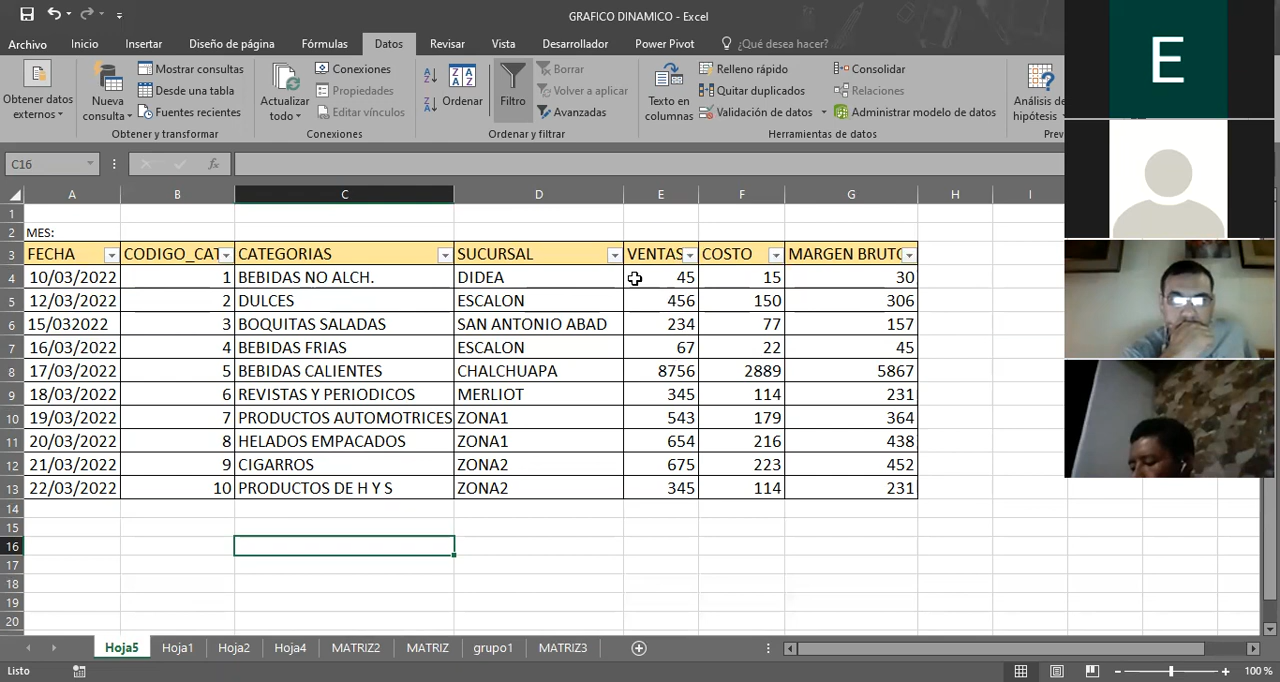 GRAFICO DINAMICO - Excel
Archivo Inicio Insertar Diseño de página Fórmulas Datos Revisar Vista Desarrollador Power Pivot ¿Qué desea hacer?
Obtener datos externos
Nueva consulta
Mostrar consultas
Desde una tabla
Fuentes recientes
Obtener y transformar
Actualizar todo
Conexiones
Propiedades
Editar vínculos
Conexiones
A Z
Z A
Z A
A Z
Ordenar
Filtro
Borrar
Volver a aplicar
Avanzadas
Ordenar y filtrar
Texto en columnas
Relleno rápido
Quitar duplicados
Validación de datos
Consolidar
Relaciones
Administrar modelo de datos
Herramientas de datos
Análisis de
hipótesis
Prev
E
C16 fx
A B C D E F G H I
1
2 MES:
3 FECHA CODIGO_CAT CATEGORIAS SUCURSAL VENTAS COSTO MARGEN BRUTO
4 10/03/2022 1 BEBIDAS NO ALCH. DIDEA 45 15 30
5 12/03/2022 2 DULCES ESCALON 456 150 306
6 15/032022 3 BOQUITAS SALADAS SAN ANTONIO ABAD 234 77 157
7 16/03/2022 4 BEBIDAS FRIAS ESCALON 67 22 45
8 17/03/2022 5 BEBIDAS CALIENTES CHALCHUAPA 8756 2889 5867
9 18/03/2022 6 REVISTAS Y PERIODICOS MERLIOT 345 114 231
10 19/03/2022 7 PRODUCTOS AUTOMOTRICES ZONA1 543 179 364
11 20/03/2022 8 HELADOS EMPACADOS ZONA1 654 216 438
12 21/03/2022 9 CIGARROS ZONA2 675 223 452
13 22/03/2022 10 PRODUCTOS DE H Y S ZONA2 345 114 231
14
15
16
17
18
19
20
Hoja5 Hoja1 Hoja2 Hoja4 MATRIZ2 MATRIZ grupo1 MATRIZ3
Listo 100 %